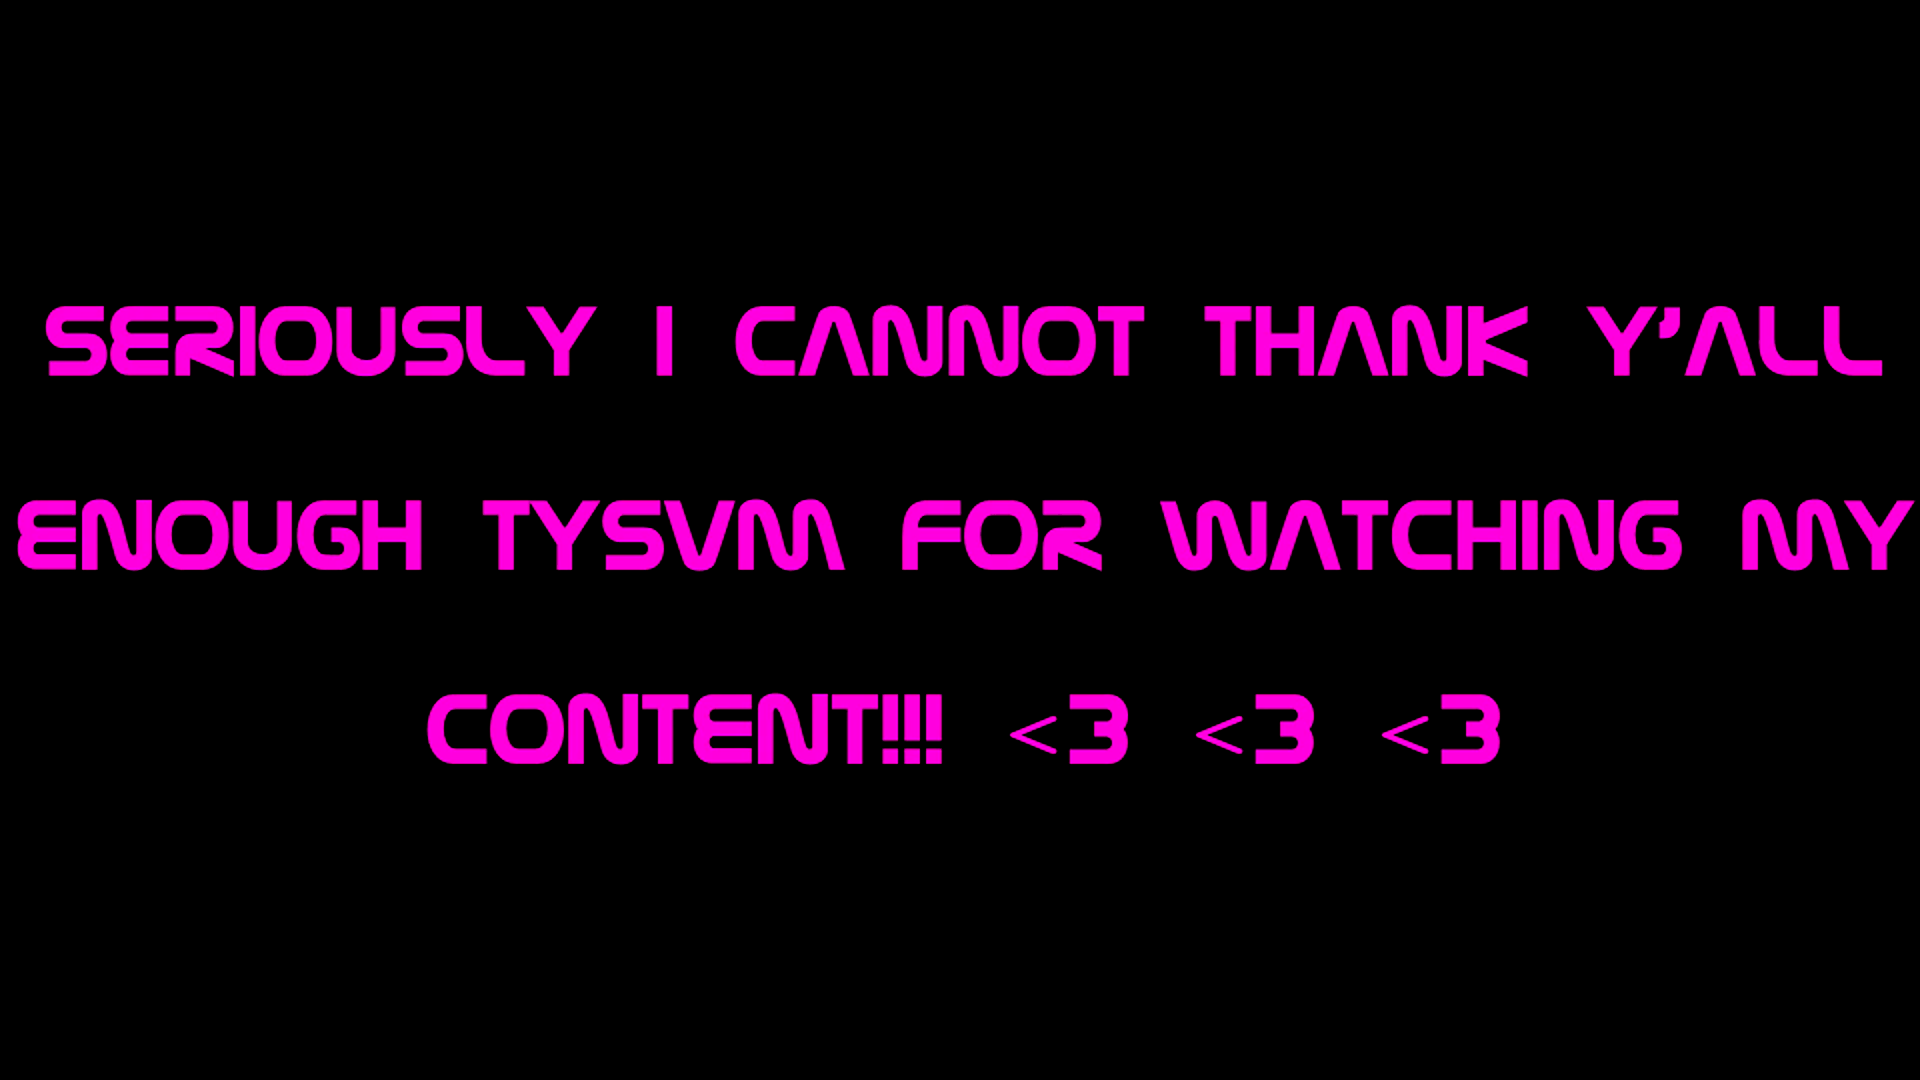 SERIOUSLY I CANNOT THANK Y'ALL
ENOUGH TYSVM FOR WATCHING MY
CONTENT!!! <3 <3 <3